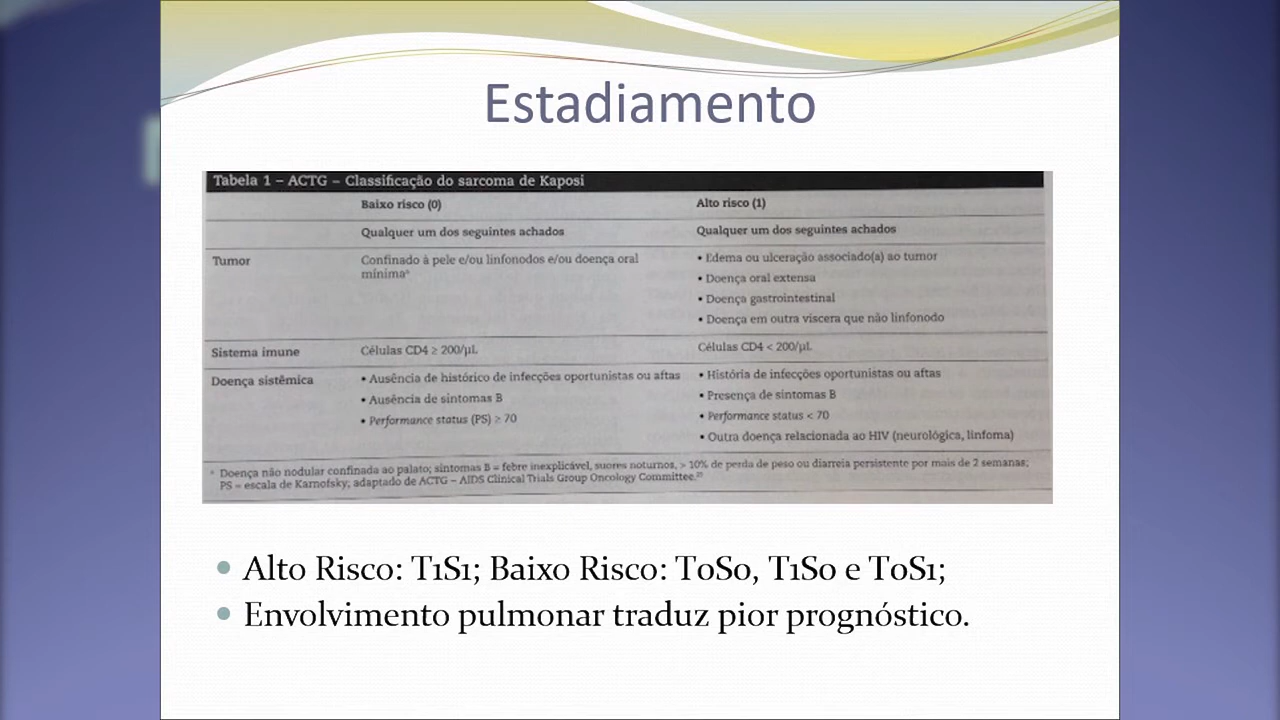 Estadiamento
Tabela 1 – ACTG – Classificação do sarcoma de Kaposi
Baixo risco (0) Alto risco (1)
Qualquer um dos seguintes achados Qualquer um dos seguintes achados
Tumor Confinado à pele e/ou linfonodos e/ou doença oral mínimaª • Edema ou ulceração associado(a) ao tumor
• Doença oral extensa
• Doença gastrointestinal
• Doença em outra víscera que não linfonodo
Sistema imune Células CD4 ≥ 200/µl. Células CD4 < 200/µl.
Doença sistêmica • Ausência de histórico de infecções oportunistas ou aftas • História de infecções oportunistas ou aftas
• Ausência de sintomas B • Presença de sintomas B
• Performance status (PS) ≥ 70 • Performance status < 70
• Outra doença relacionada ao HIV (neurológica, linfoma)
ª Doença não nodular confinada ao palato; sintomas B = febre inexplicável, suores noturnos, > 10% de perda de peso ou diarreia persistente por mais de 2 semanas;
PS = escala de Karnofsky; adaptado de ACTG – AIDS Clinical Trials Group Oncology Committee.
• Alto Risco: T1S1; Baixo Risco: T0S0, T1S0 e T0S1;
• Envolvimento pulmonar traduz pior prognóstico.